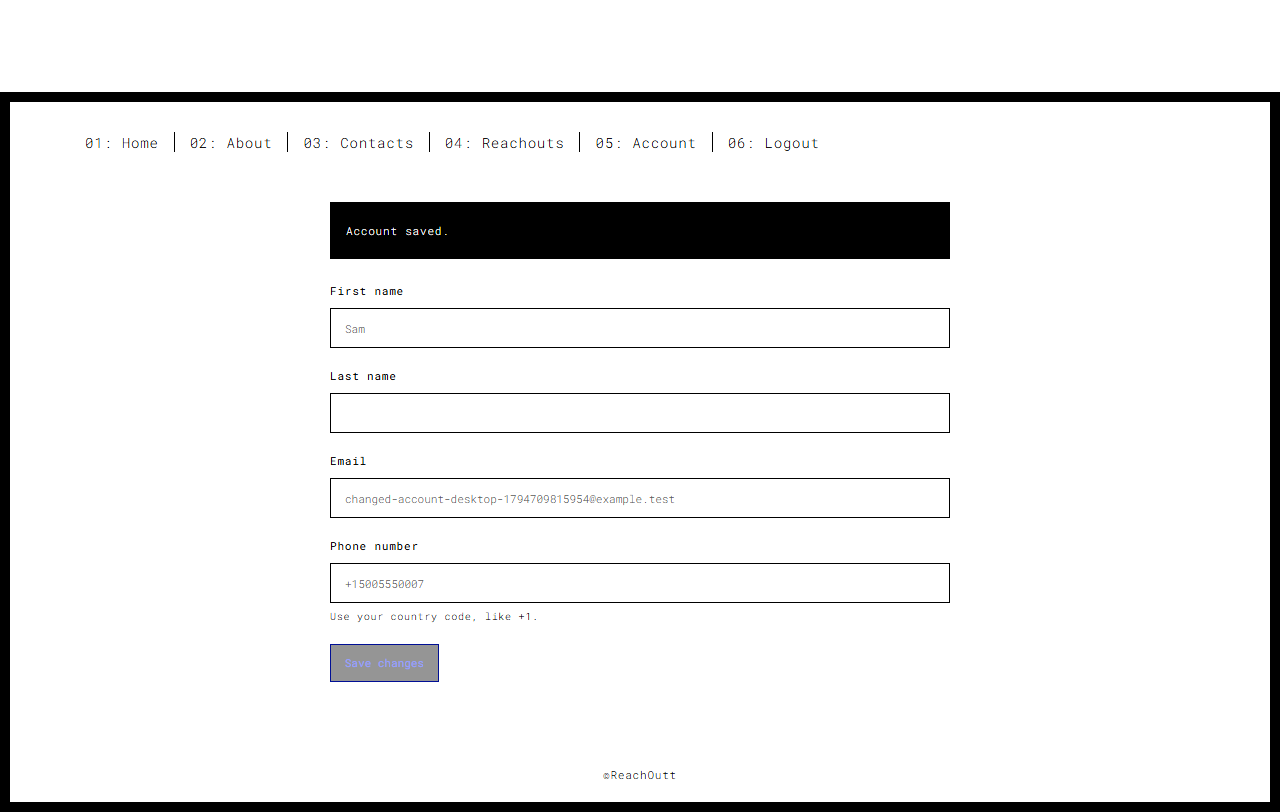 01: Home
02: About
03: Contacts
04: Reachouts
05: Account
06: Logout
Account saved.
First name
Sam
Last name
Email
changed-account-desktop-1794709815954@example.test
Phone number
+15005550007
Use your country code, like +1.
Save changes
©ReachOutt